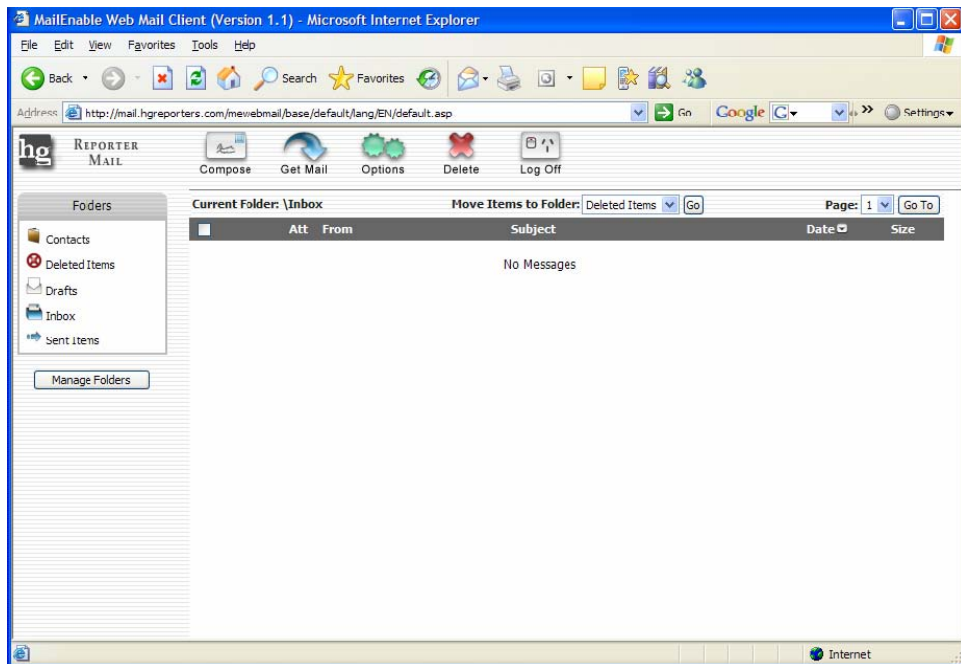 MailEnable Web Mail Client (Version 1.1) - Microsoft Internet Explorer
File Edit View Favorites Tools Help
Back Search Favorites
Address http://mail.hgreporters.com/mewebmail/base/default/lang/EN/default.asp Go Google G Settings
hg REPORTER MAIL
Compose Get Mail Options Delete Log Off
Foders Current Folder: \Inbox Move Items to Folder: Deleted Items Go Page: 1 Go To
Att From Subject Date Size
Contacts
No Messages
Deleted Items
Drafts
Inbox
Sent Items
Manage Folders
Internet